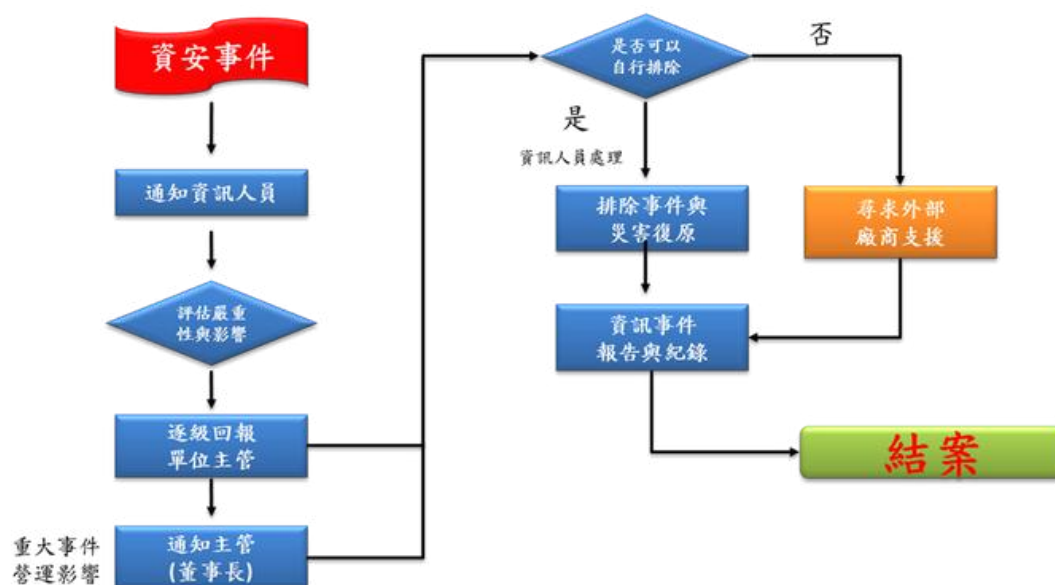 資安事件
通知資訊人員
評估嚴重
性與影響
逐級回報
單位主管
重大事件
營運影響
通知主管
(董事長)
是否可以
自行排除
否
是
資訊人員處理
排除事件與
災害復原
尋求外部
廠商支援
資訊事件
報告與紀錄
結案